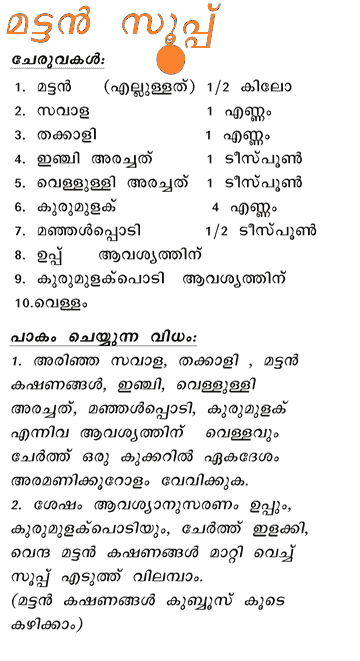 മട്ടൻ സൂപ്പ്
ചേരുവകൾ:
1. മട്ടൻ (എല്ലുള്ളത്) 1/2 കിലോ
2. സവാള 1 എണ്ണം
3. തക്കാളി 1 എണ്ണം
4. ഇഞ്ചി അരച്ചത് 1 ടീസ്പൂൺ
5. വെള്ളുള്ളി അരച്ചത് 1 ടീസ്പൂൺ
6. കുരുമുളക് 4 എണ്ണം
7. മഞ്ഞൾപ്പൊടി 1/2 ടീസ്പൂൺ
8. ഉപ്പ് ആവശ്യത്തിന്
9. കുരുമുളക്പൊടി ആവശ്യത്തിന്
10.വെള്ളം
പാകം ചെയ്യുന്ന വിധം:
1. അരിഞ്ഞ സവാള, തക്കാളി , മട്ടൻ
കഷണങ്ങൾ, ഇഞ്ചി, വെള്ളുള്ളി
അരച്ചത്, മഞ്ഞൾപ്പൊടി, കുരുമുളക്
എന്നിവ ആവശ്യത്തിന് വെള്ളവും
ചേർത്ത് ഒരു കുക്കറിൽ ഏകദേശം
അരമണിക്കൂറോളം വേവിക്കുക.
2. ശേഷം ആവശ്യാനുസരണം ഉപ്പും,
കുരുമുളക്പൊടിയും, ചേർത്ത് ഇളക്കി,
വെന്ദ മട്ടൻ കഷണങ്ങൾ മാറ്റി വെച്ച്
സൂപ്പ് എടുത്ത് വിലമ്പാം.
(മട്ടൻ കഷണങ്ങൾ കുബ്ബൂസ് കൂടെ
കഴിക്കാം)